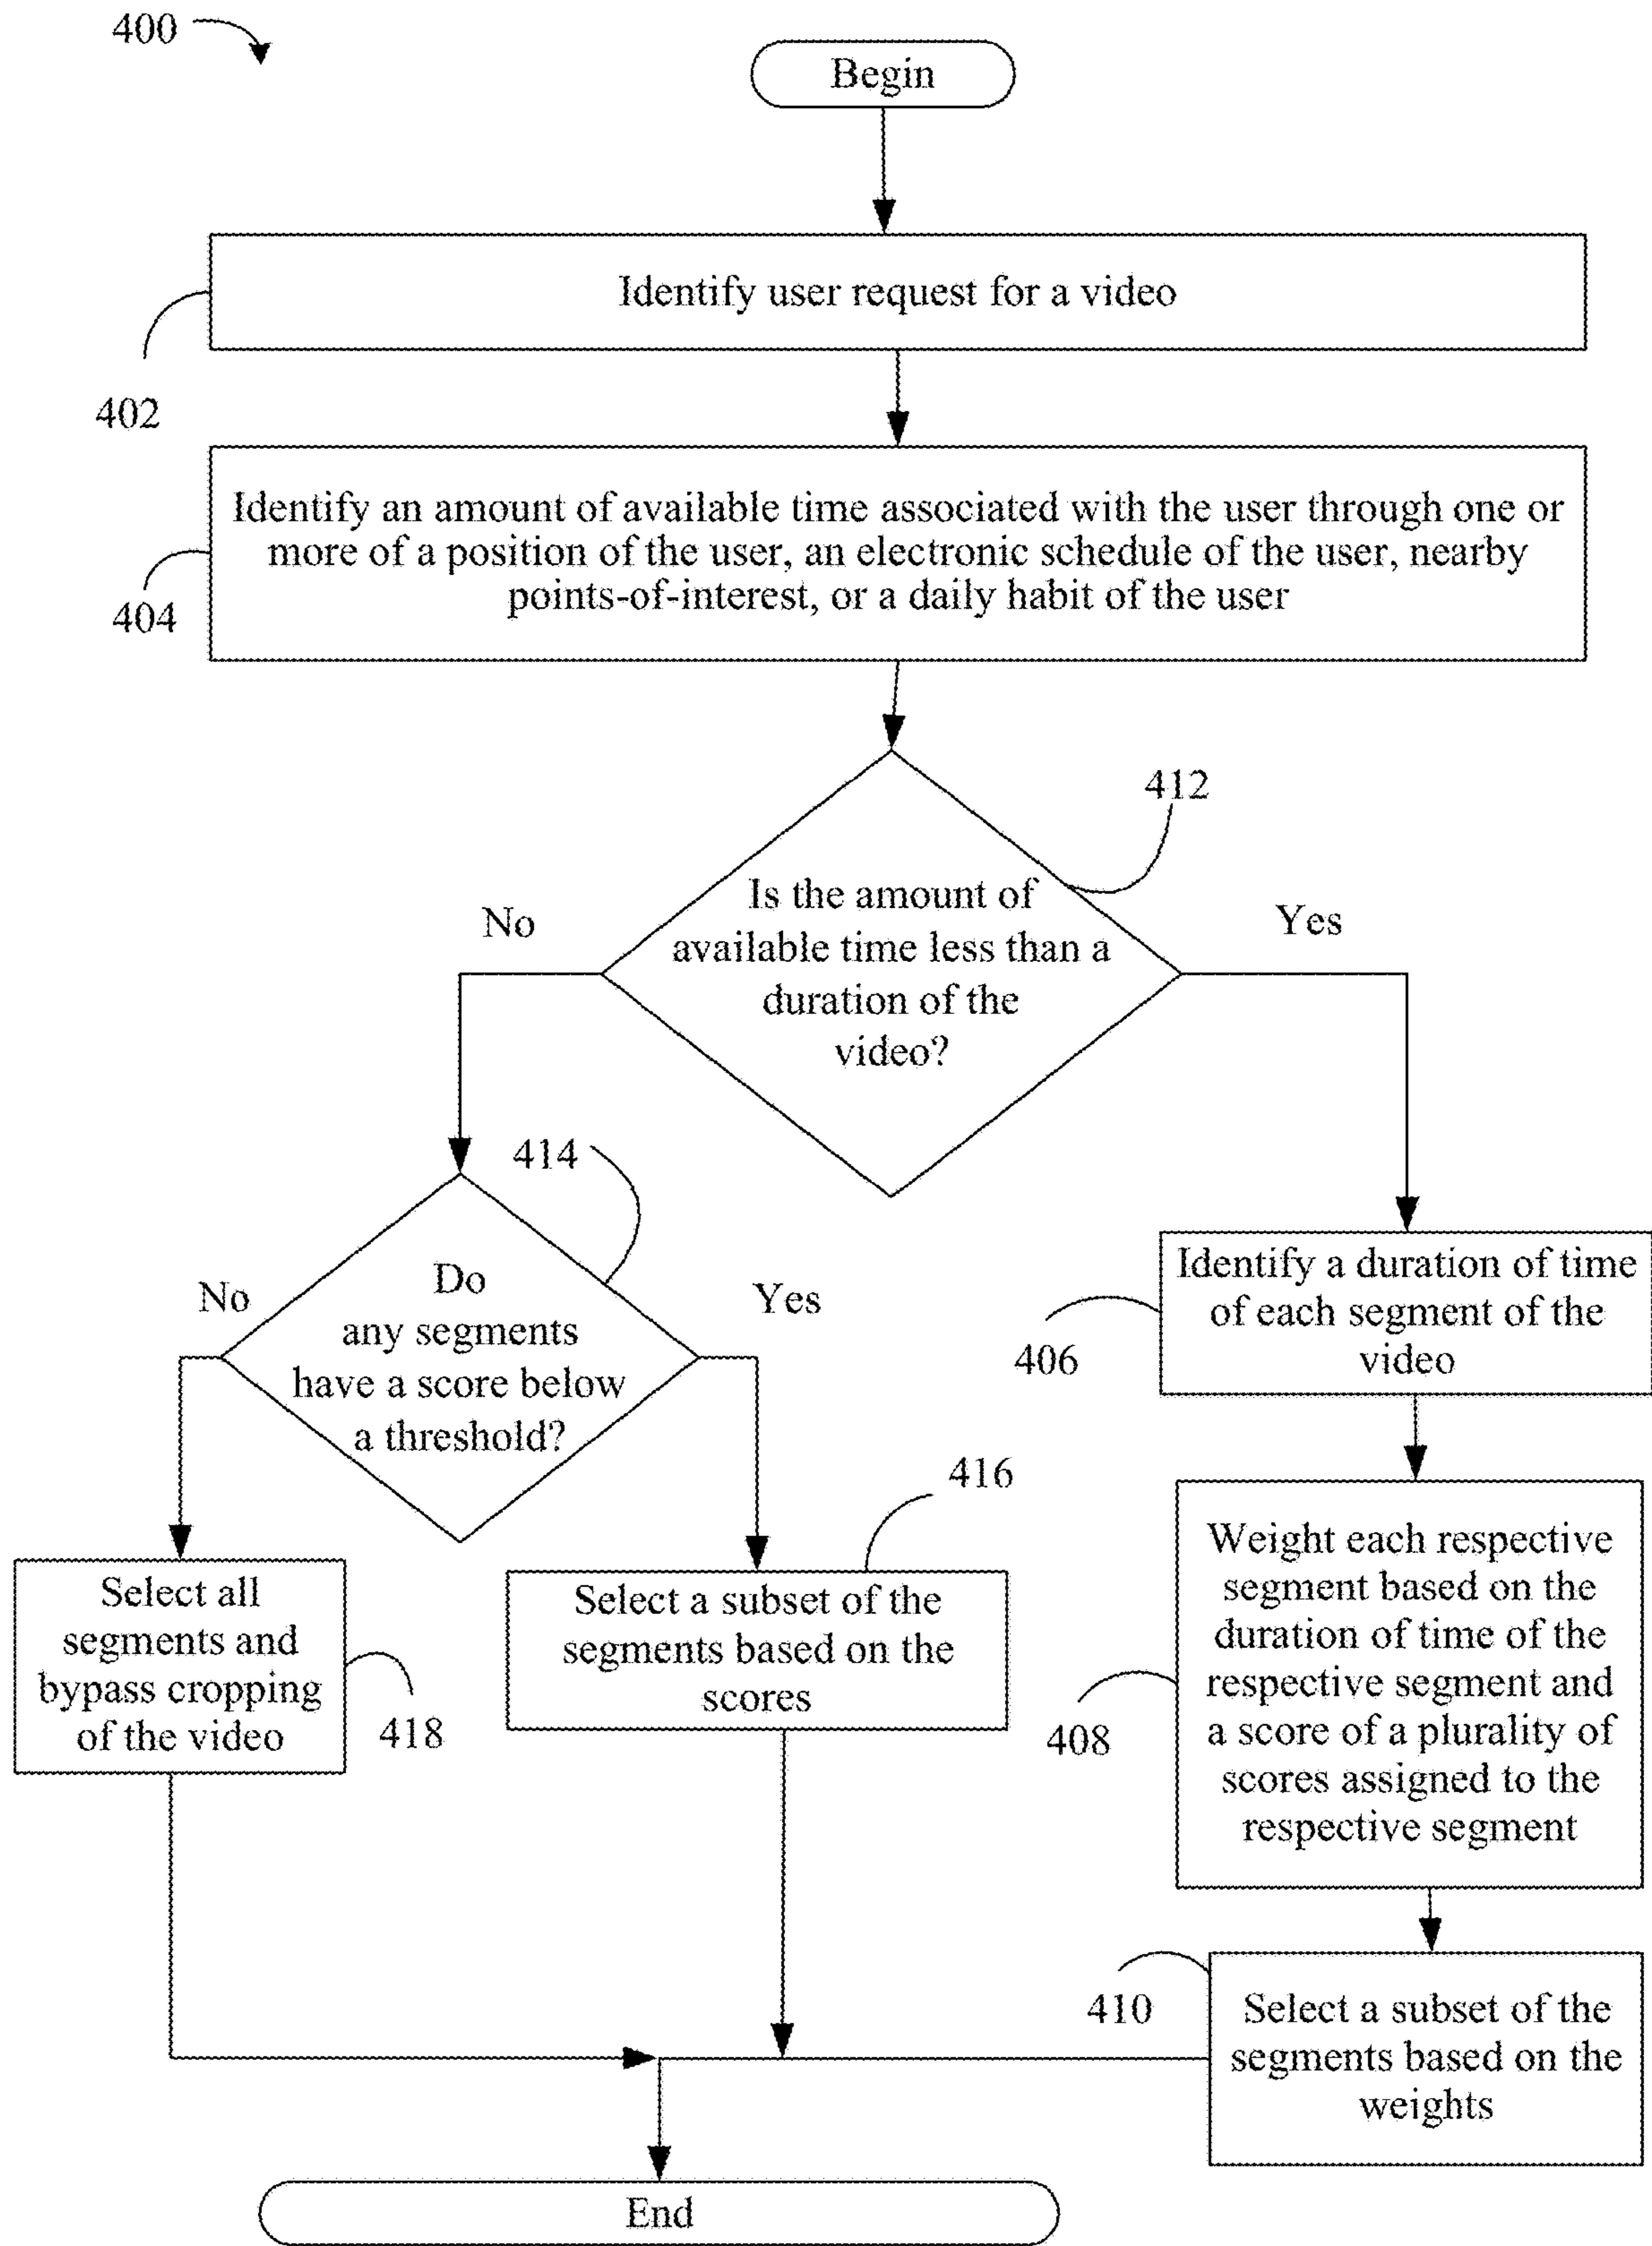 400
Begin
Identify user request for a video
402
Identify an amount of available time associated with the user through one or
more of a position of the user, an electronic schedule of the user, nearby
points-of-interest, or a daily habit of the user
404
412
Is the amount of
available time less than a
duration of the
video?
No
Yes
414
Do
any segments
have a score below
a threshold?
No
Yes
Identify a duration of time
of each segment of the
video
406
416
Select all
segments and
bypass cropping
of the video
418
Select a subset of the
segments based on the
scores
Weight each respective
segment based on the
duration of time of the
respective segment and
a score of a plurality of
scores assigned to the
respective segment
408
410
Select a subset of the
segments based on the
weights
End